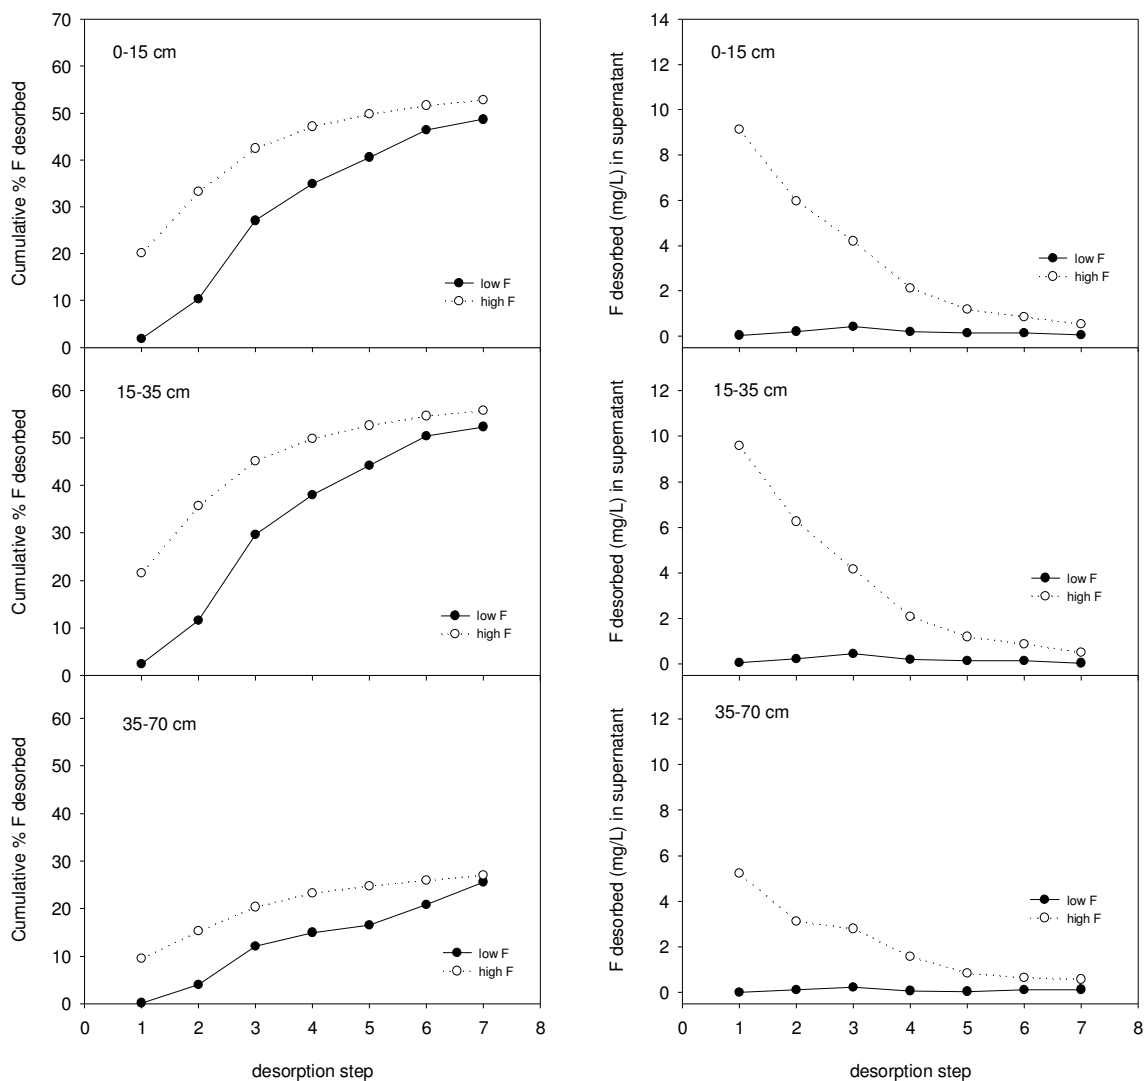 Cumulative % F desorbed
70
60
50
40
30
20
10
0
0-15 cm
low F
high F
F desorbed (mg/L) in supernatant
14
12
10
8
6
4
2
0
0-15 cm
low F
high F
Cumulative % F desorbed
60
50
40
30
20
10
0
15-35 cm
low F
high F
F desorbed (mg/L) in supernatant
12
10
8
6
4
2
0
15-35 cm
low F
high F
Cumulative % F desorbed
60
50
40
30
20
10
0
35-70 cm
low F
high F
0 1 2 3 4 5 6 7 8
desorption step
F desorbed (mg/L) in supernatant
12
10
8
6
4
2
0
35-70 cm
low F
high F
0 1 2 3 4 5 6 7 8
desorption step